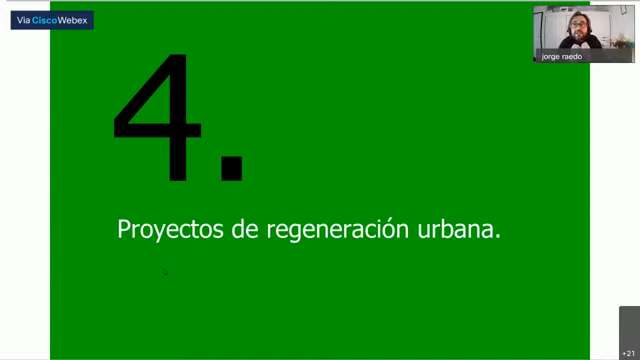 Via CiscoWebex
jorge raedo
4.
Proyectos de regeneración urbana.
+21